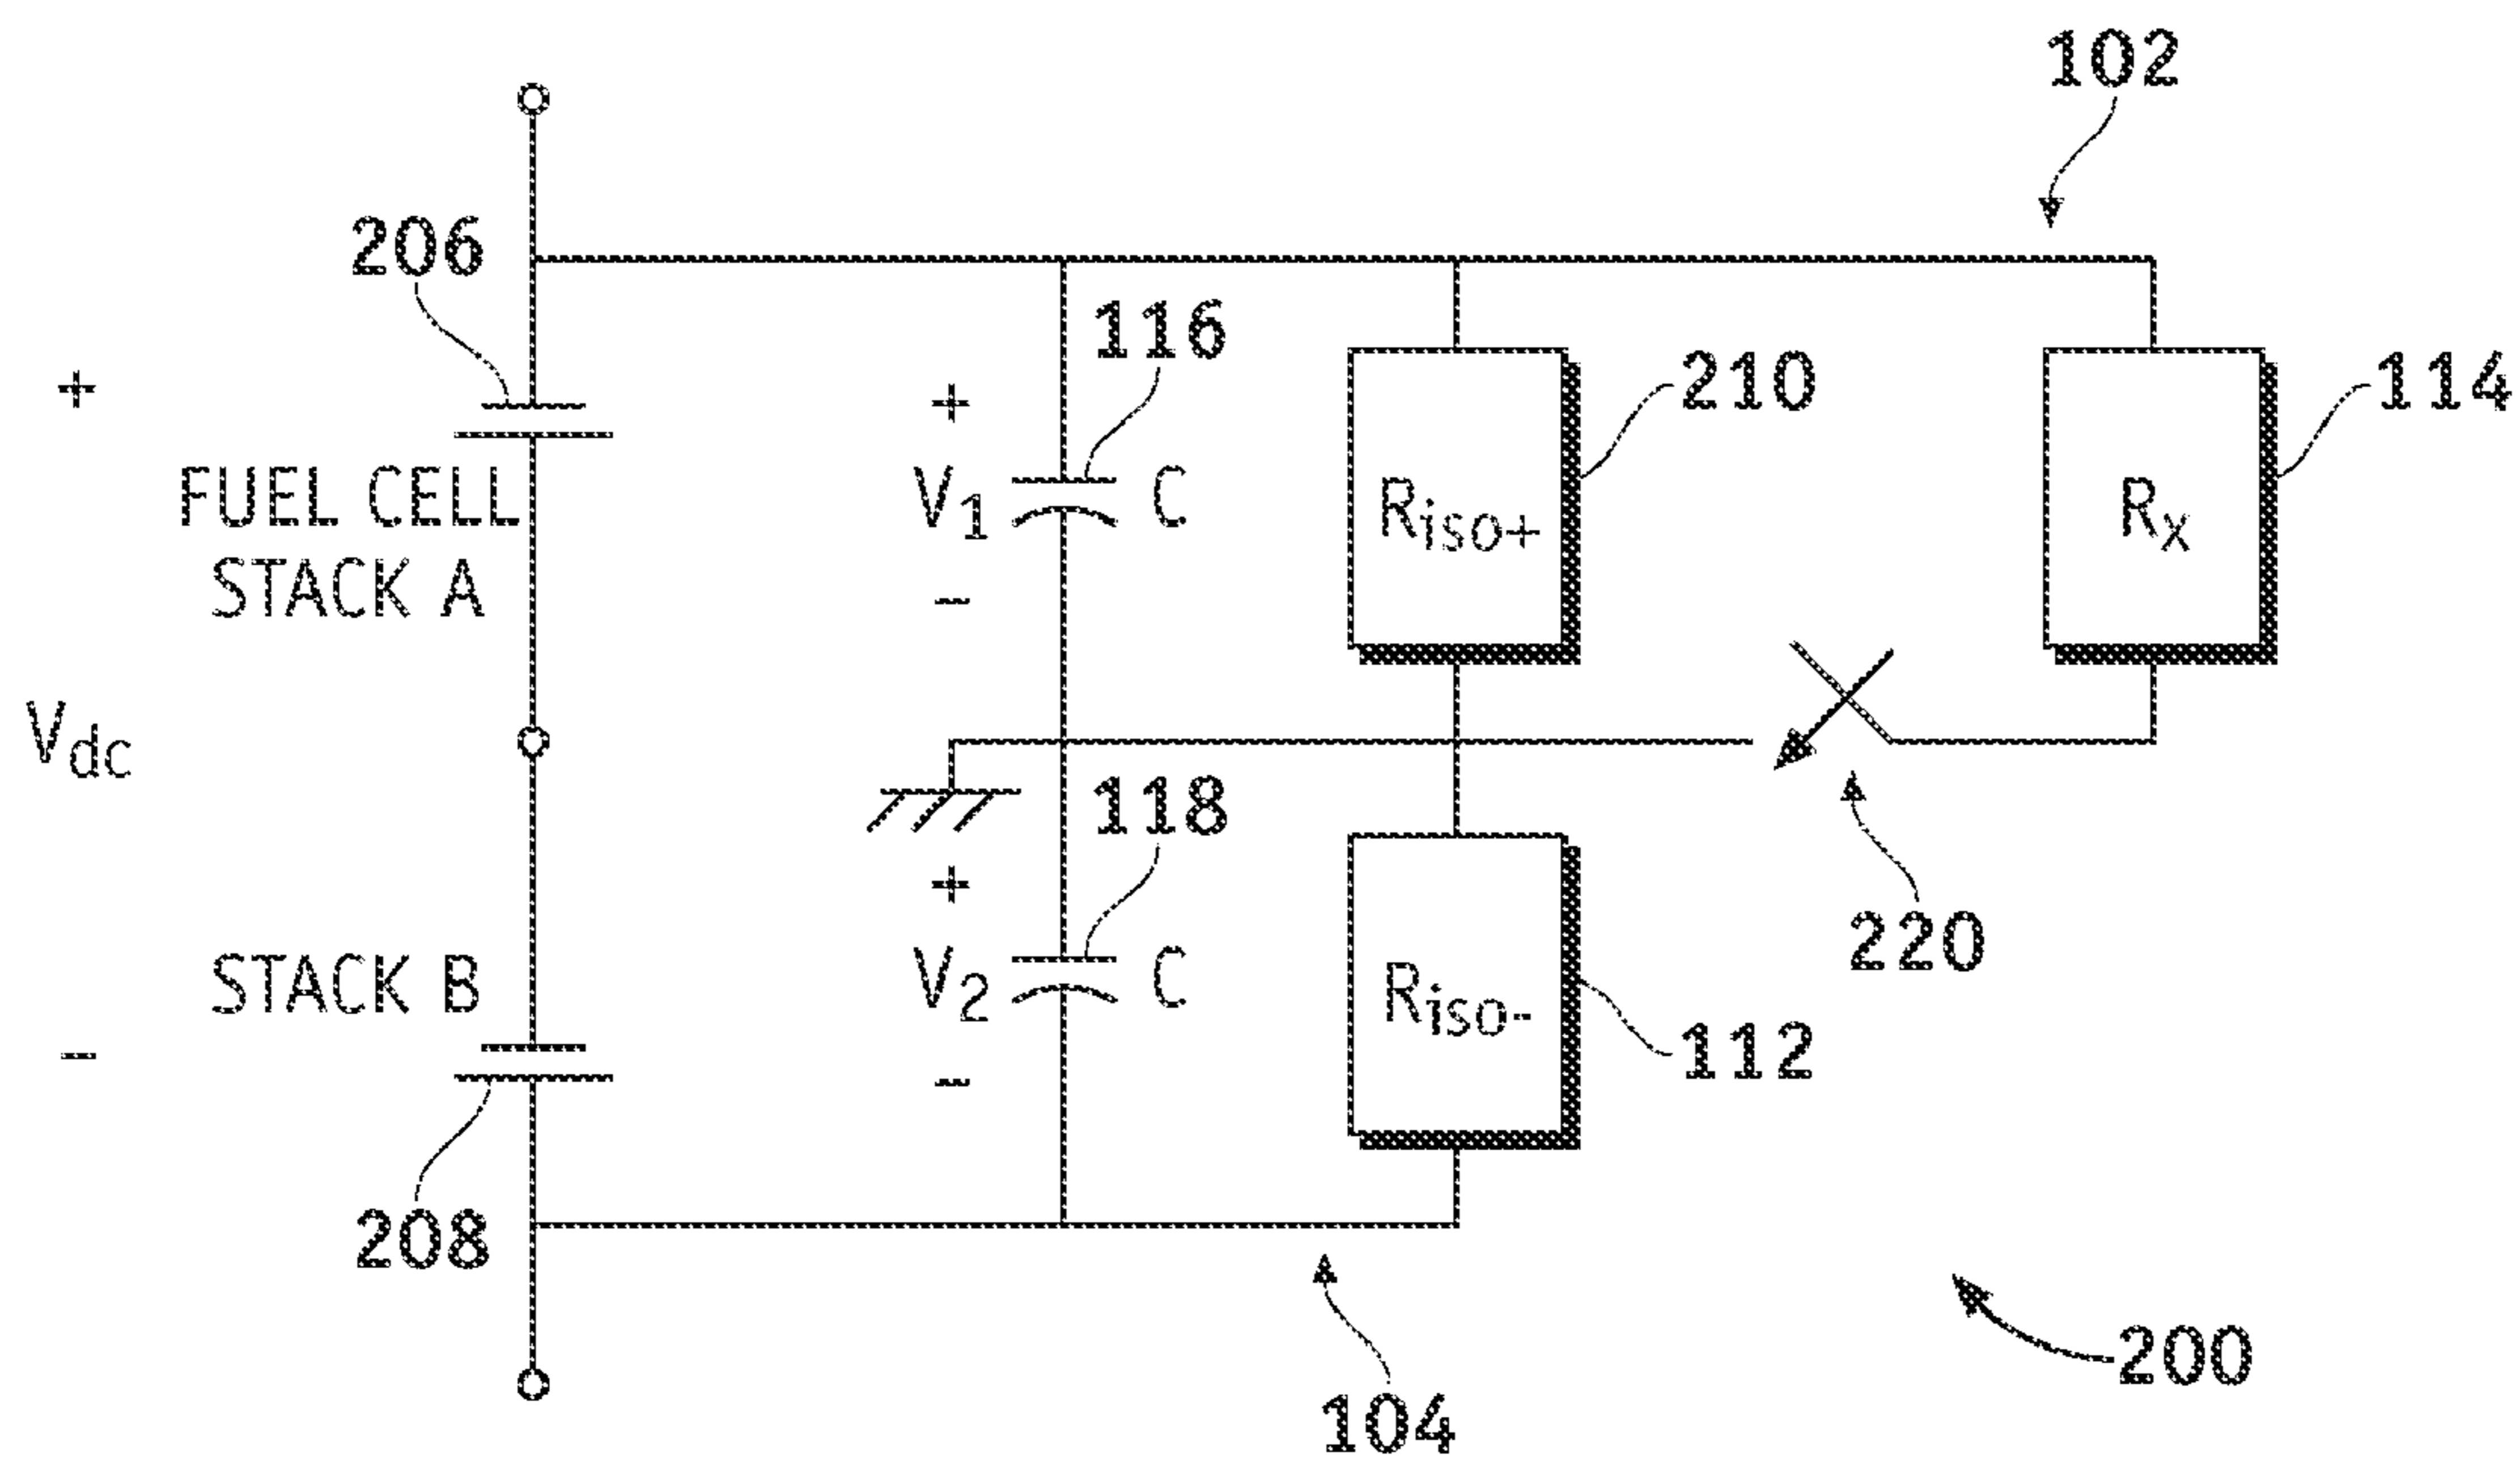 102
206
116
+
+
210
114
FUEL CELL
STACK A
V1
C
Riso+
Rx
-
Vdc
118
+
220
STACK B
V2
C
Riso-
-
-
112
208
200
104